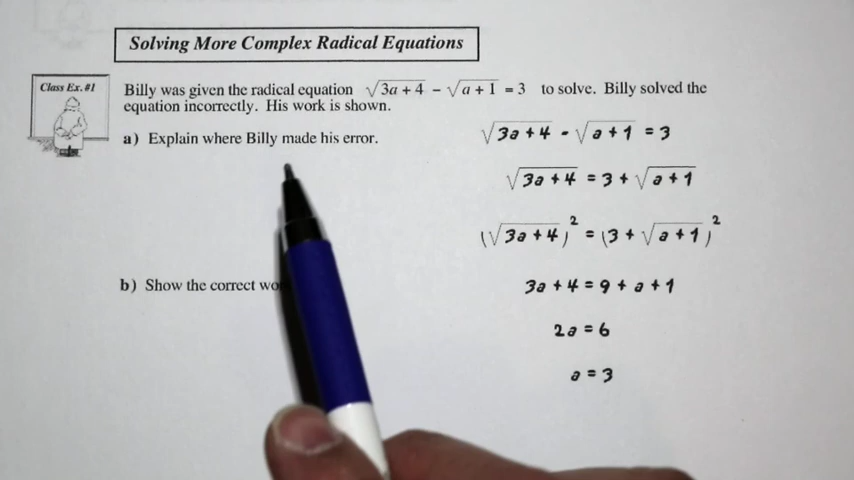 Solving More Complex Radical Equations
Class Ex. #1
Billy was given the radical equation √(3a + 4) − √(a + 1) = 3 to solve. Billy solved the
equation incorrectly. His work is shown.
a) Explain where Billy made his error.
√(3a + 4) - √(a + 1) = 3
√(3a + 4) = 3 + √(a + 1)
(√(3a + 4))² = (3 + √(a + 1))²
b) Show the correct
3a + 4 = 9 + a + 1
2a = 6
a = 3